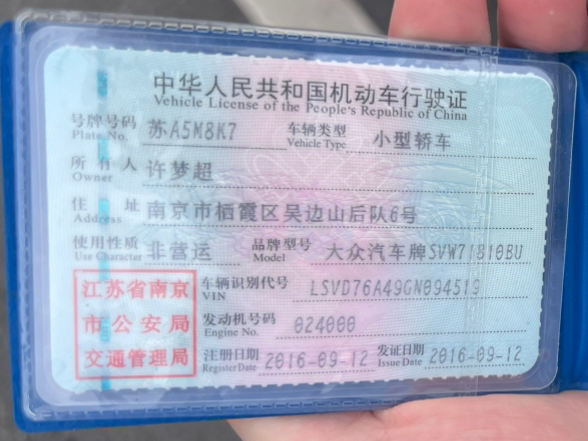 中华人民共和国机动车行驶证
Vehicle License of the People's Republic of China
号牌号码 苏A5M8K7 车辆类型 小型轿车
Plate No. Vehicle Type
所有人 许梦超
Owner
住址 南京市栖霞区吴边山后队6号
Address
使用性质 非营运 品牌型号 大众汽车牌SVW71810BU
Use Character Model
江苏省南京
市公安局
交通管理局
车辆识别代号 LSVD76A49GN094519
VIN
发动机号码 024000
Engine No.
注册日期 2016-09-12 发证日期 2016-09-12
Register Date Issue Date